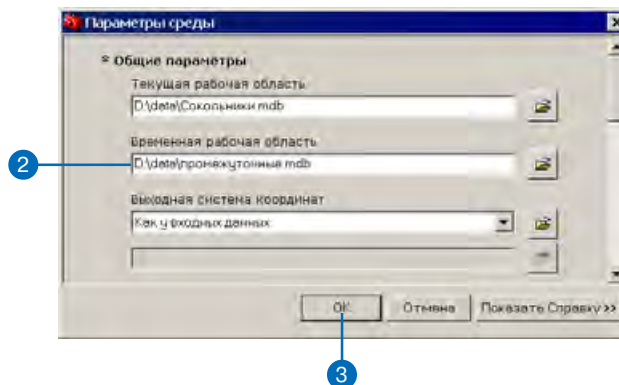 Параметры среды
Общие параметры
Текущая рабочая область
D:\data\Сокольники.mdb
Временная рабочая область
2
D:\data\промежуточные.mdb
Выходная система координат
Как у входных данных
OK
Отмена
Показать Справку >>
3